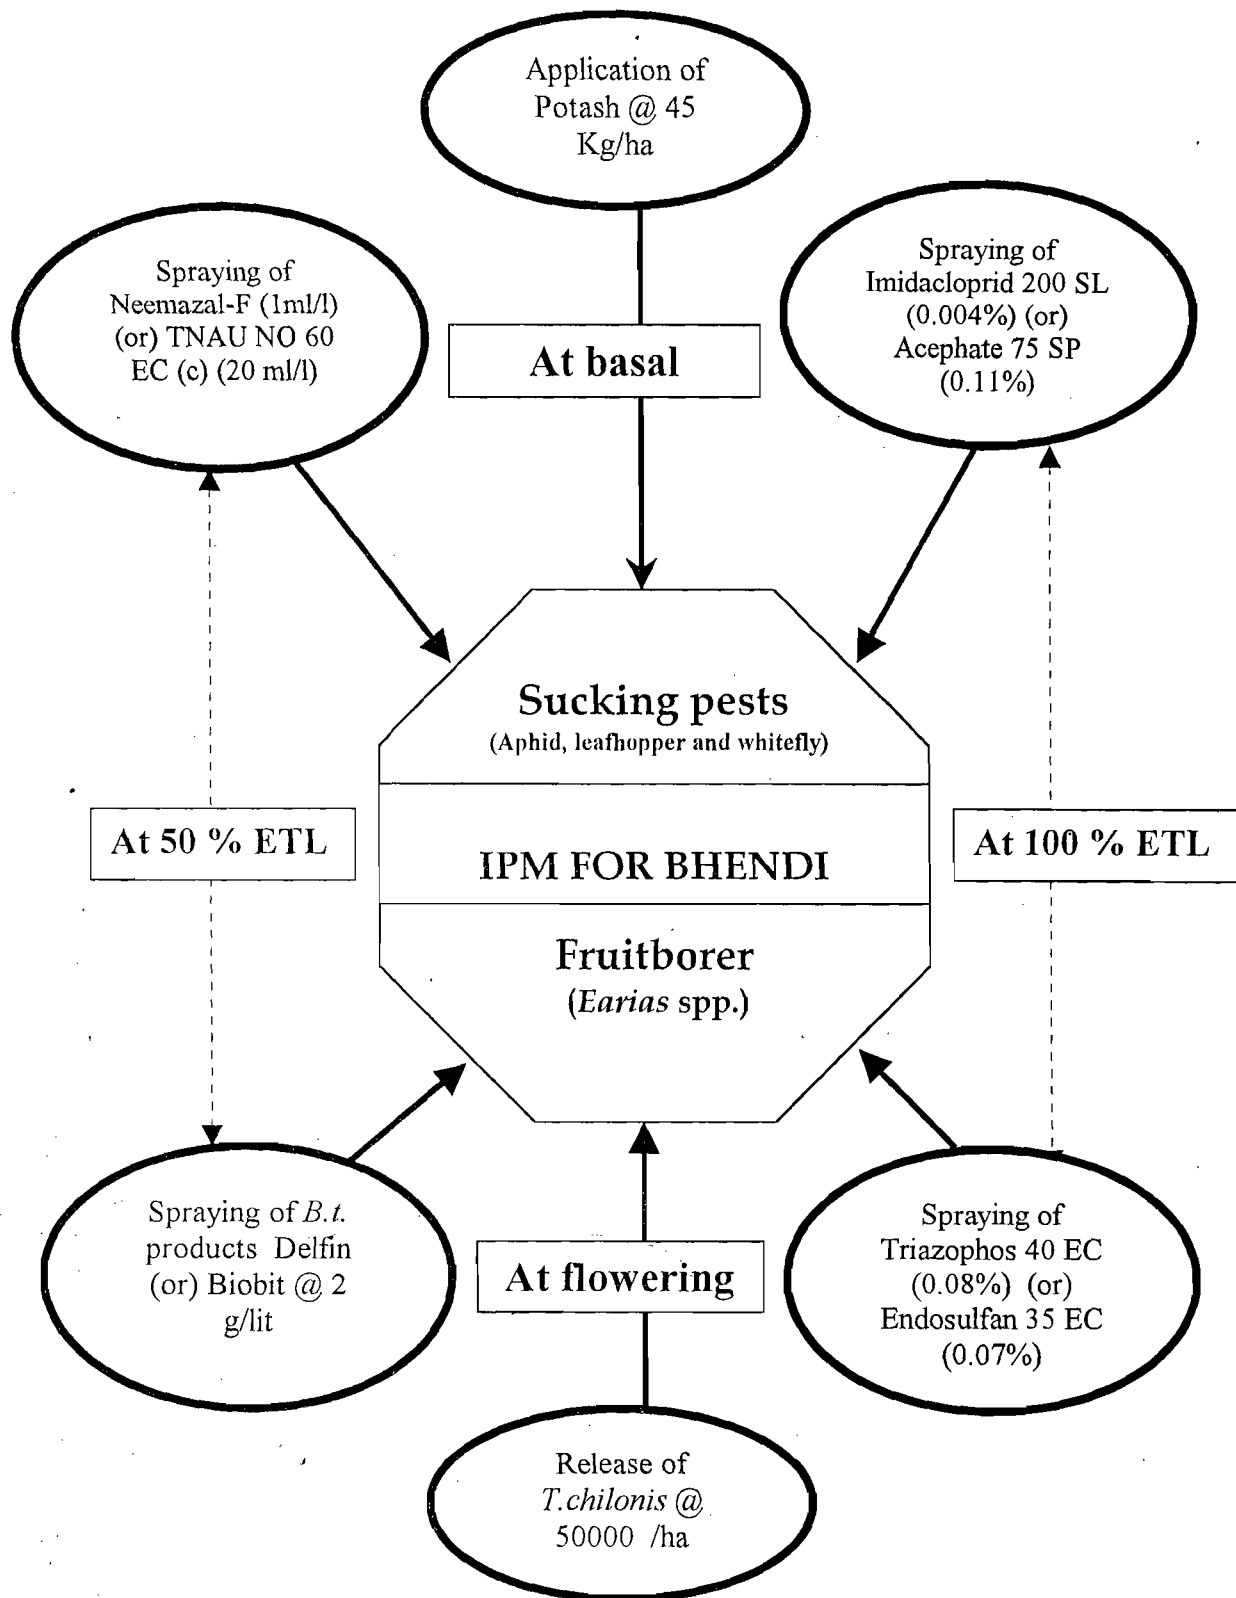 Application of
Potash @ 45
Kg/ha
Spraying of
Neemazal-F (1ml/l)
(or) TNAU NO 60
EC (c) (20 ml/l)
Spraying of
Imidacloprid 200 SL
(0.004%) (or)
Acephate 75 SP
(0.11%)
At basal
Sucking pests
(Aphid, leafhopper and whitefly)
At 50 % ETL
IPM FOR BHENDI
At 100 % ETL
Fruitborer
(Earias spp.)
Spraying of B.t.
products Delfin
(or) Biobit @ 2
g/lit
At flowering
Spraying of
Triazophos 40 EC
(0.08%) (or)
Endosulfan 35 EC
(0.07%)
Release of
T.chilonis @
50000 /ha